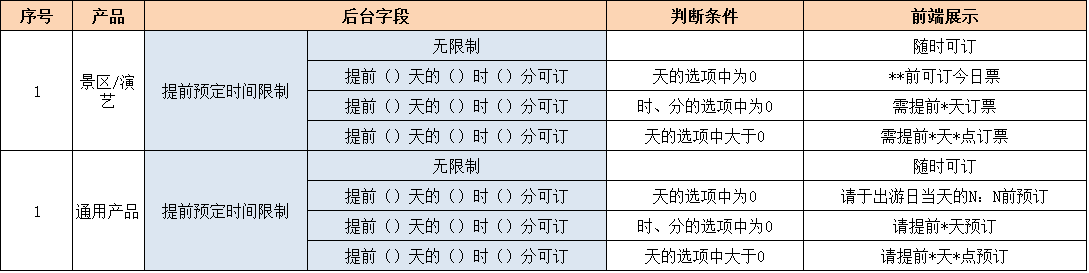 序号 产品 后台字段 判断条件 前端展示
1 景区/演艺 提前预定时间限制 无限制 随时可订
提前（）天的（）时（）分可订 天的选项中为0 **前可订今日票
提前（）天的（）时（）分可订 时、分的选项中为0 需提前*天订票
提前（）天的（）时（）分可订 天的选项中大于0 需提前*天*点订票
1 通用产品 提前预定时间限制 无限制 随时可订
提前（）天的（）时（）分可订 天的选项中为0 请于出游日当天的N：N前预订
提前（）天的（）时（）分可订 时、分的选项中为0 请提前*天预订
提前（）天的（）时（）分可订 天的选项中大于0 请提前*天*点预订